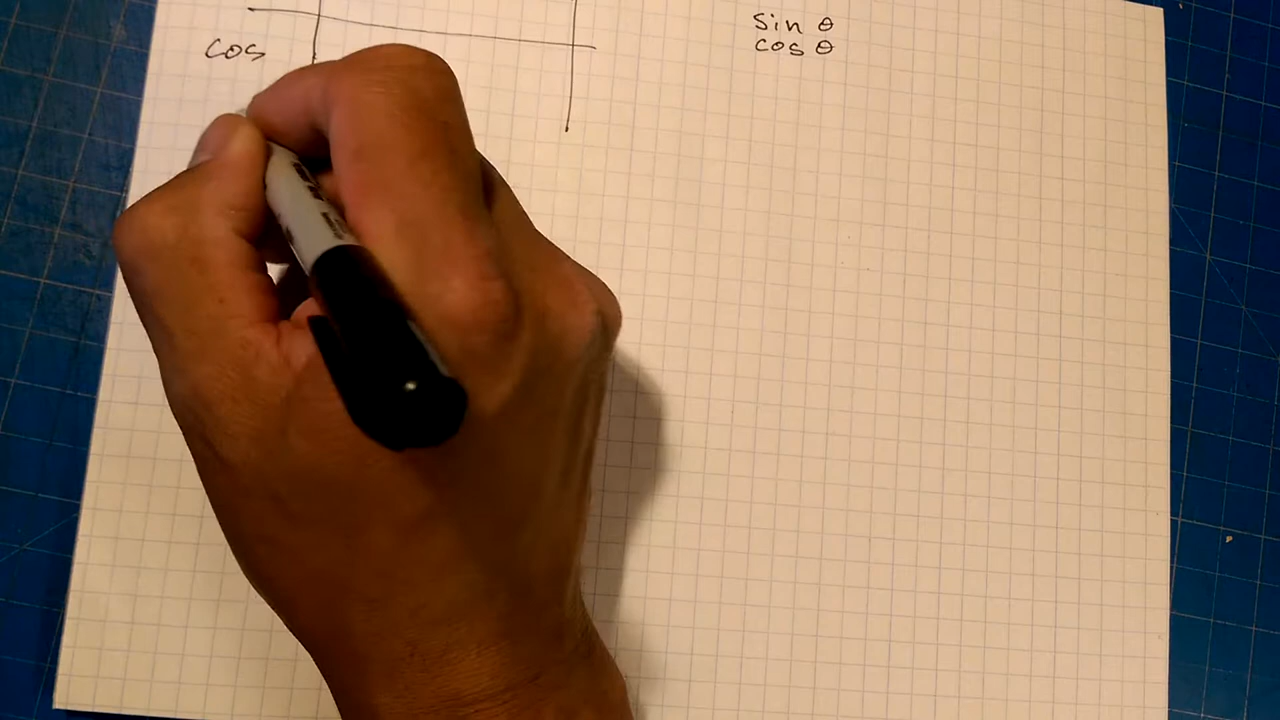 cos
sin θ
cos θ